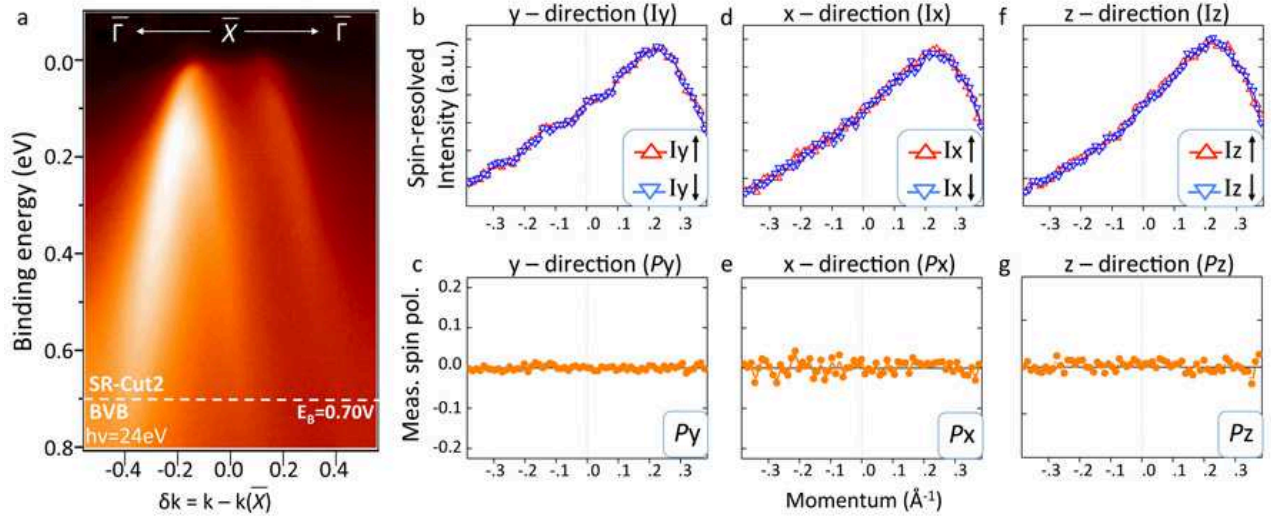 a
Γ̅ ← X̅ → Γ̅
Binding energy (eV)
0.0
0.2
0.4
0.6
0.8
SR-Cut2
BVB
E_B=0.70V
hν=24eV
-0.4 -0.2 0.0 0.2 0.4
δk = k – k(X̅)
b
y – direction (Iy)
Spin-resolved
Intensity (a.u.)
Iy↑
Iy↓
-.3 -.2 -.1 .0 .1 .2 .3
d
x – direction (Ix)
Ix↑
Ix↓
-.3 -.2 -.1 .0 .1 .2 .3
f
z – direction (Iz)
Iz↑
Iz↓
-.3 -.2 -.1 .0 .1 .2 .3
c
y – direction (Py)
Meas. spin pol.
0.2
0.1
0.0
-0.1
-0.2
Py
-.3 -.2 -.1 .0 .1 .2 .3
e
x – direction (Px)
Px
-.3 -.2 -.1 .0 .1 .2 .3
g
z – direction (Pz)
Pz
-.3 -.2 -.1 .0 .1 .2 .3
Momentum (Å⁻¹)